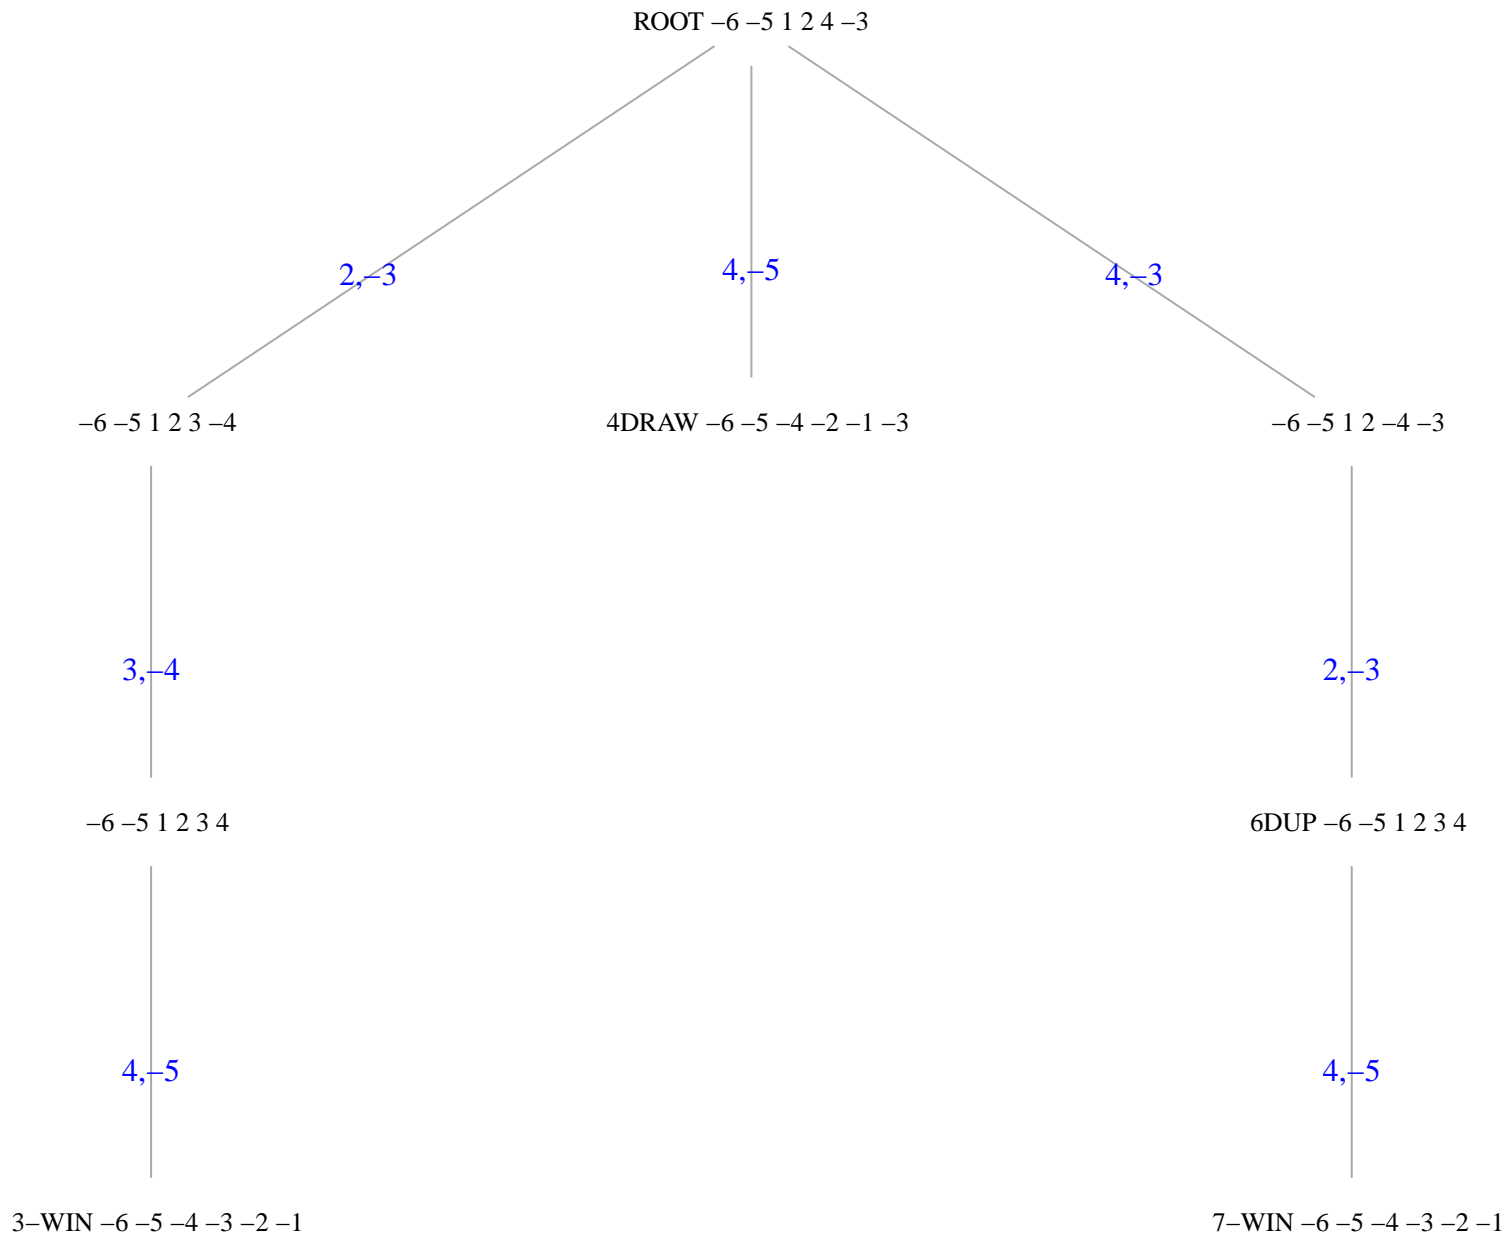 ROOT –6 –5 1 2 4 –3
2,–3
4,–5
4,–3
–6 –5 1 2 3 –4
4DRAW –6 –5 –4 –2 –1 –3
–6 –5 1 2 –4 –3
3,–4
2,–3
–6 –5 1 2 3 4
6DUP –6 –5 1 2 3 4
4,–5
4,–5
3–WIN –6 –5 –4 –3 –2 –1
7–WIN –6 –5 –4 –3 –2 –1